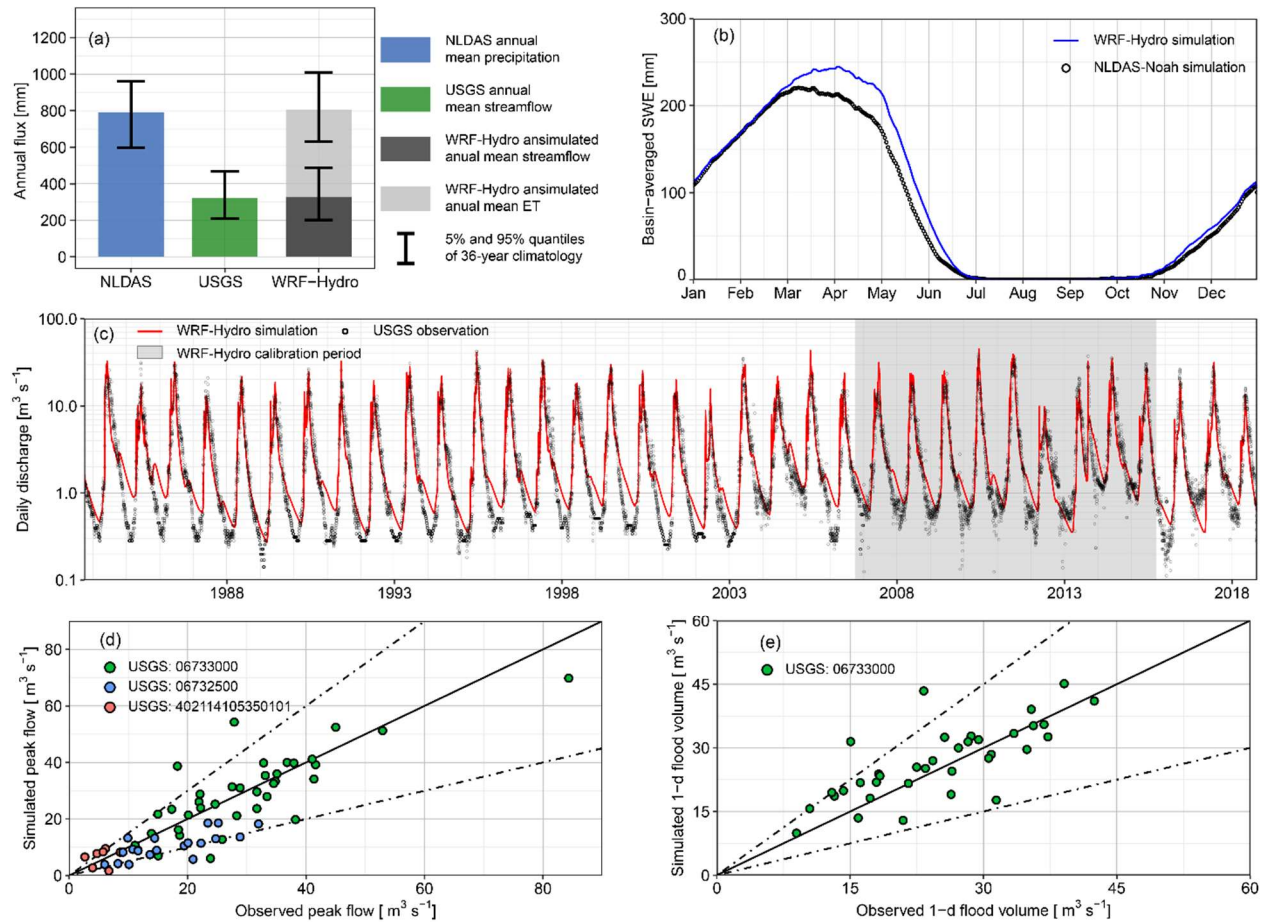 (a)
1200
1000
800
600
400
200
0
Annual flux [mm]
NLDAS
USGS
WRF-Hydro
NLDAS annual
mean precipitation
USGS annual
mean streamflow
WRF-Hydro ansimulated
anual mean streamflow
WRF-Hydro ansimulated
anual mean ET
5% and 95% quantiles
of 36-year climatology
(b)
WRF-Hydro simulation
NLDAS-Noah simulation
300
200
100
0
Basin-averaged SWE [mm]
Jan Feb Mar Apr May Jun Jul Aug Sep Oct Nov Dec
(c)
WRF-Hydro simulation
USGS observation
WRF-Hydro calibration period
100.0
10.0
1.0
0.1
Daily discharge [m³ s⁻¹]
1988 1993 1998 2003 2008 2013 2018
(d)
USGS: 06733000
USGS: 06732500
USGS: 402114105350101
80
60
40
20
0
Simulated peak flow [ m³ s⁻¹]
0 20 40 60 80
Observed peak flow [ m³ s⁻¹]
(e)
USGS: 06733000
60
45
30
15
0
Simulated 1-d flood volume [ m³ s⁻¹]
0 15 30 45 60
Observed 1-d flood volume [ m³ s⁻¹]